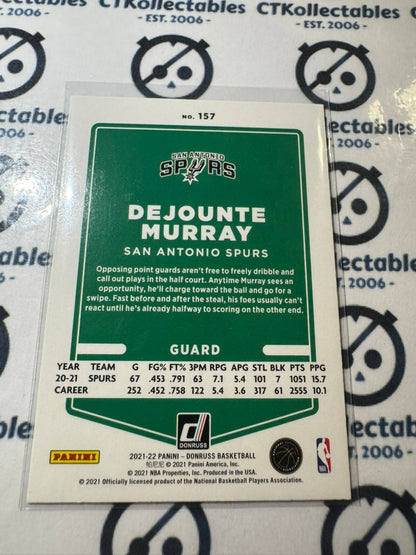 CTKollectables
- EST. 2006 -
CTKollectables
- EST. 2006 -
NO. 157
SAN ANTONIO
SPURS
DEJOUNTE
MURRAY
SAN ANTONIO SPURS
Opposing point guards aren't free to freely dribble and
call out plays in the half court. Anytime Murray sees an
opportunity, he'll charge toward the ball and go for a
swipe. Fast before and after the steal, his foes usually can't
react until he's already halfway to scoring on the other end.
GUARD
YEAR TEAM G FG% FT% 3PM RPG APG STL BLK PTS PPG
20-21 SPURS 67 .453 .791 63 7.1 5.4 101 7 1051 15.7
CAREER 252 .452 .758 122 5.4 3.6 317 61 2555 10.1
DONRUSS
PANINI
2021-22 PANINI – DONRUSS BASKETBALL
帕尼尼 © 2021 Panini America, Inc.
© 2021 NBA Properties, Inc. Produced in the USA.
© 2021 Officially licensed product of the National Basketball Players Association.